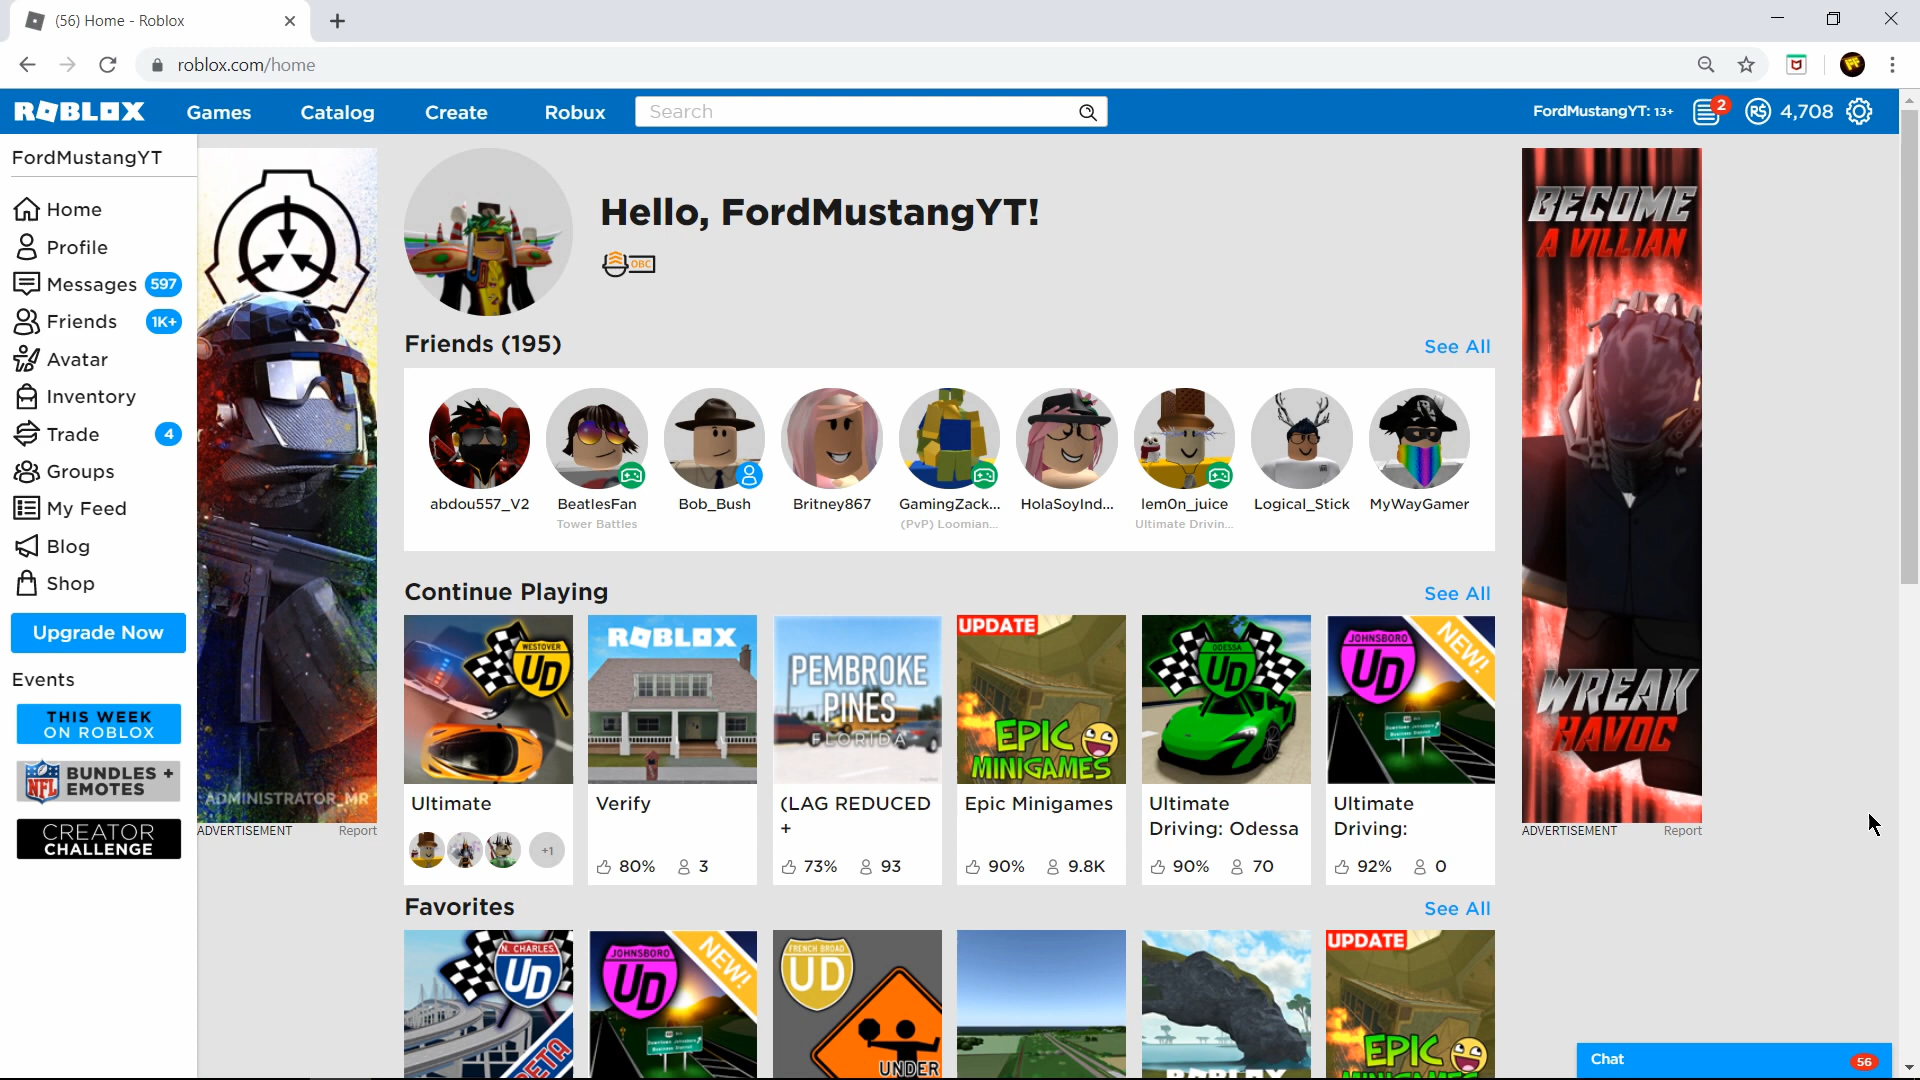 (56) Home - Roblox
roblox.com/home
ROBLOX
Games
Catalog
Create
Robux
Search
FordMustangYT: 13+
2
4,708
FordMustangYT
Home
Profile
Messages 597
Friends 1K+
Avatar
Inventory
Trade 4
Groups
My Feed
Blog
Shop
Upgrade Now
Events
THIS WEEK
ON ROBLOX
NFL
BUNDLES +
EMOTES
CREATOR
CHALLENGE
ADMINISTRATOR_MR
ADVERTISEMENT
Report
Hello, FordMustangYT!
OBC
Friends (195)
See All
abdou557_V2
BeatlesFan
Tower Battles
Bob_Bush
Britney867
GamingZack...
(PvP) Loomian...
HolaSoyInd...
lem0n_juice
Ultimate Drivin...
Logical_Stick
MyWayGamer
Continue Playing
See All
WESTOVER
UD
Ultimate
+1
ROBLOX
Verify
80%
3
PEMBROKE
PINES
FLORIDA
(LAG REDUCED
+
73%
93
UPDATE
EPIC
MINIGAMES
Epic Minigames
90%
9.8K
ODESSA
UD
Ultimate
Driving: Odessa
90%
70
JOHNSBORO
UD
NEW!
Ultimate
Driving:
92%
0
Favorites
See All
N. CHARLES
UD
BETA
JOHNSBORO
UD
NEW!
FRENCH BROAD
UD
UNDER
ROBLOX
UPDATE
EPIC
MINIGAMES
BECOME
A VILLIAN
WREAK
HAVOC
ADVERTISEMENT
Report
Chat
56